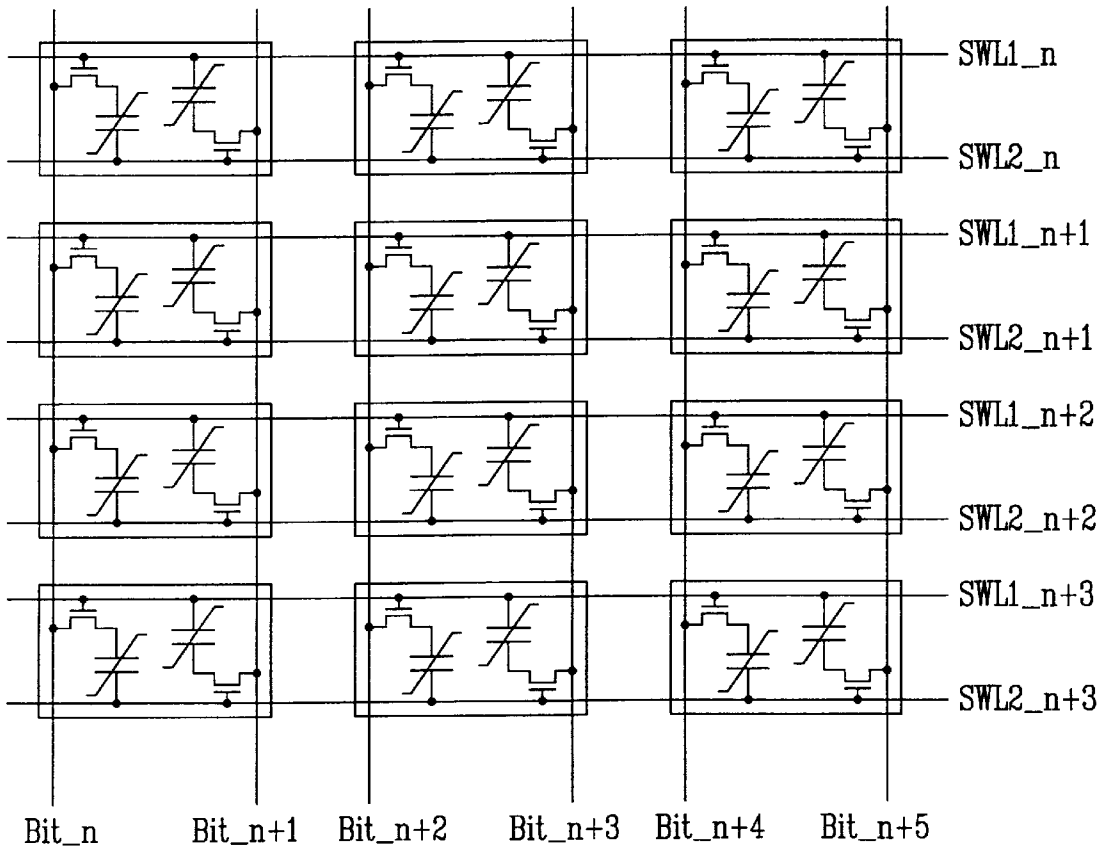 SWL1_n
SWL2_n
SWL1_n+1
SWL2_n+1
SWL1_n+2
SWL2_n+2
SWL1_n+3
SWL2_n+3
Bit_n Bit_n+1 Bit_n+2 Bit_n+3 Bit_n+4 Bit_n+5